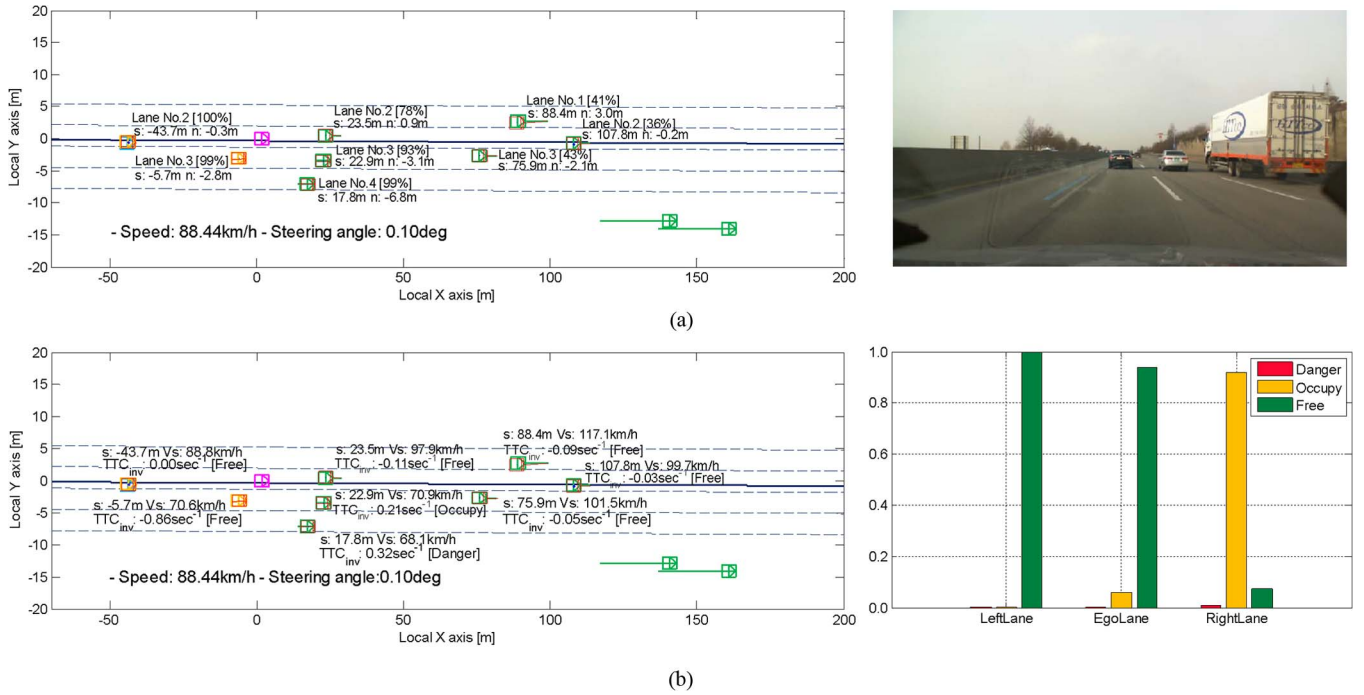 20
15
10
5
0
-5
-10
-15
-20
Local Y axis [m]
Lane No.2 [100%]
s: -43.7m n: -0.3m
Lane No.3 [99%]
s: -5.7m n: -2.8m
Lane No.2 [78%]
s: 23.5m n: 0.9m
Lane No.3 [93%]
s: 22.9m n: -3.1m
Lane No.4 [99%]
s: 17.8m n: -6.8m
Lane No.1 [41%]
s: 88.4m n: 3.0m
Lane No.2 [36%]
s: 107.8m n: -0.2m
Lane No.3 [43%]
s: 75.9m n: -2.1m
- Speed: 88.44km/h - Steering angle: 0.10deg
-50 0 50 100 150 200
Local X axis [m]
(a)
20
15
10
5
0
-5
-10
-15
-20
Local Y axis [m]
s: -43.7m Vs: 88.8km/h
TTCinv: 0.00sec-1 [Free]
s: -5.7m Vs: 70.6km/h
TTCinv: -0.86sec-1 [Free]
s: 23.5m Vs: 97.9km/h
TTCinv: -0.11sec-1 [Free]
s: 22.9m Vs: 70.9km/h
TTCinv: 0.21sec-1 [Occupy]
s: 17.8m Vs: 68.1km/h
TTCinv: 0.32sec-1 [Danger]
s: 88.4m Vs: 117.1km/h
TTCinv: -0.09sec-1 [Free]
s: 107.8m Vs: 99.7km/h
TTCinv: -0.03sec-1 [Free]
s: 75.9m Vs: 101.5km/h
TTCinv: -0.05sec-1 [Free]
- Speed: 88.44km/h - Steering angle:0.10deg
-50 0 50 100 150 200
Local X axis [m]
1.0
0.8
0.6
0.4
0.2
0.0
Danger
Occupy
Free
LeftLane EgoLane RightLane
(b)